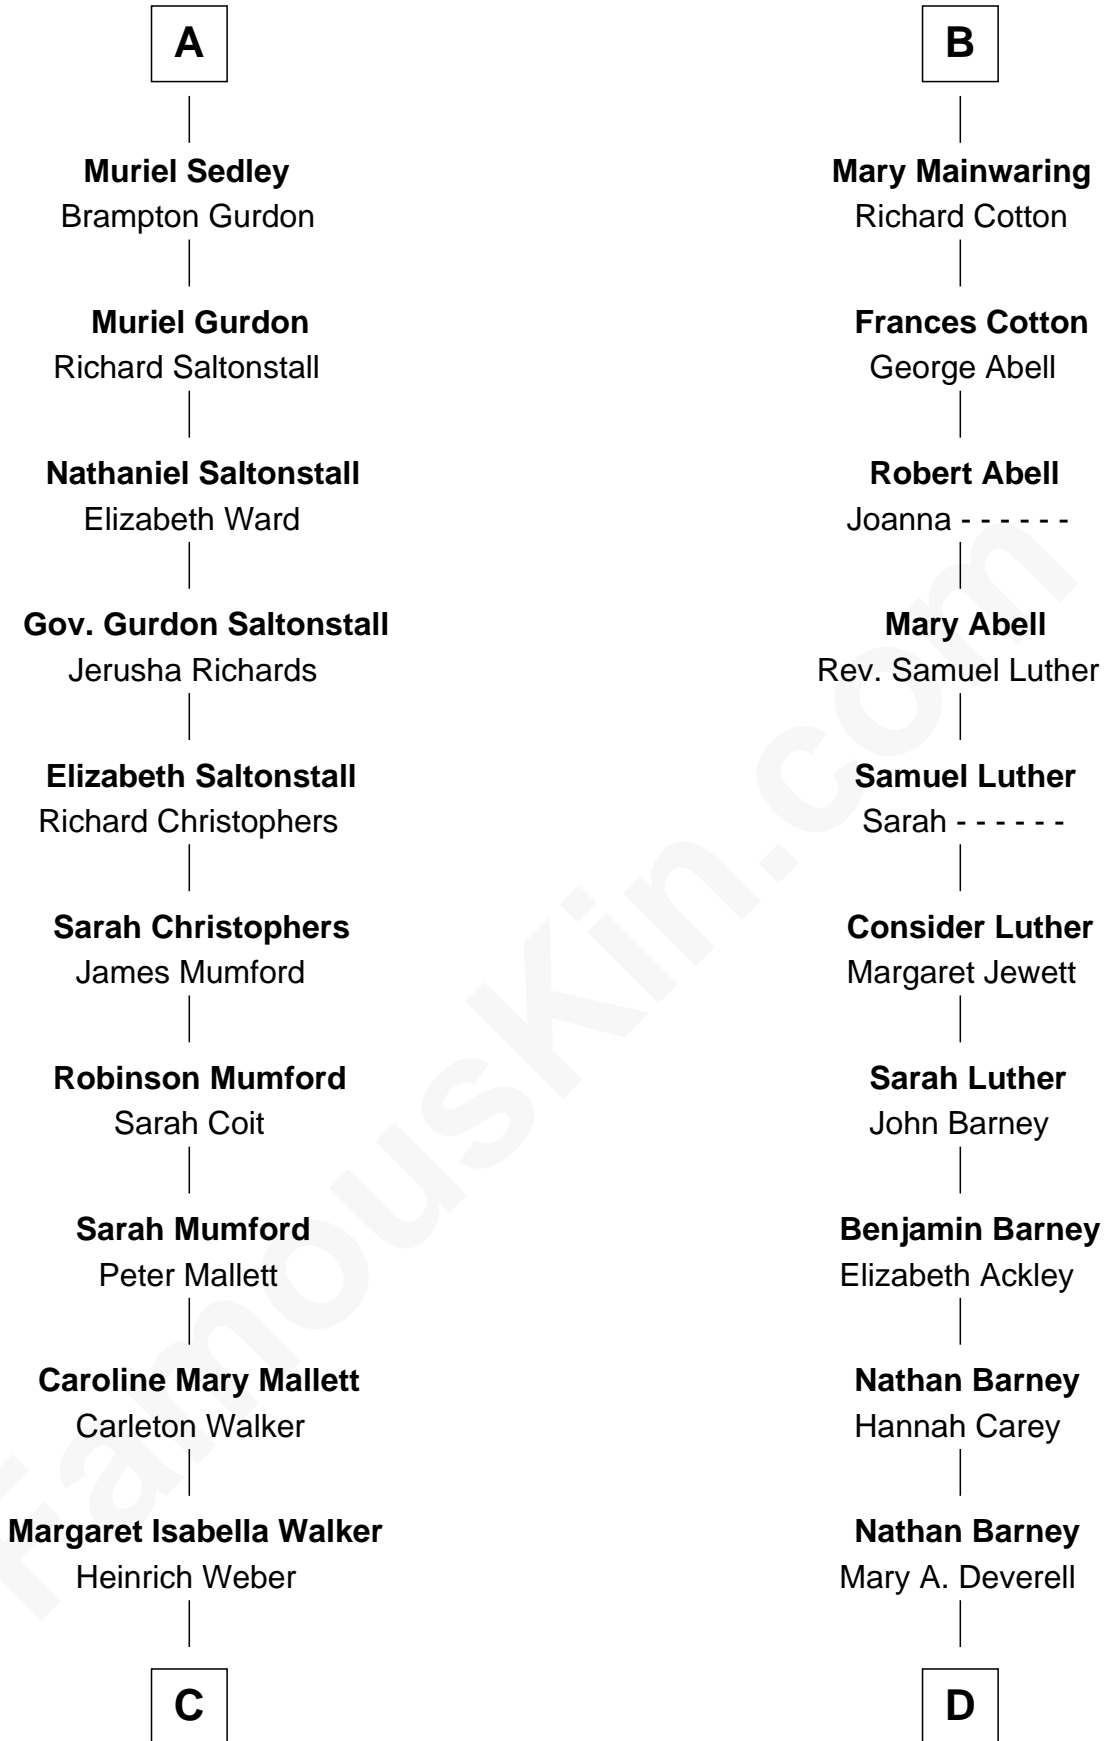 A
Muriel Sedley
Brampton Gurdon
Muriel Gurdon
Richard Saltonstall
Nathaniel Saltonstall
Elizabeth Ward
Gov. Gurdon Saltonstall
Jerusha Richards
Elizabeth Saltonstall
Richard Christophers
Sarah Christophers
James Mumford
Robinson Mumford
Sarah Coit
Sarah Mumford
Peter Mallett
Caroline Mary Mallett
Carleton Walker
Margaret Isabella Walker
Heinrich Weber
C
B
Mary Mainwaring
Richard Cotton
Frances Cotton
George Abell
Robert Abell
Joanna - - - - - -
Mary Abell
Rev. Samuel Luther
Samuel Luther
Sarah - - - - - -
Consider Luther
Margaret Jewett
Sarah Luther
John Barney
Benjamin Barney
Elizabeth Ackley
Nathan Barney
Hannah Carey
Nathan Barney
Mary A. Deverell
D
FamousKin.com